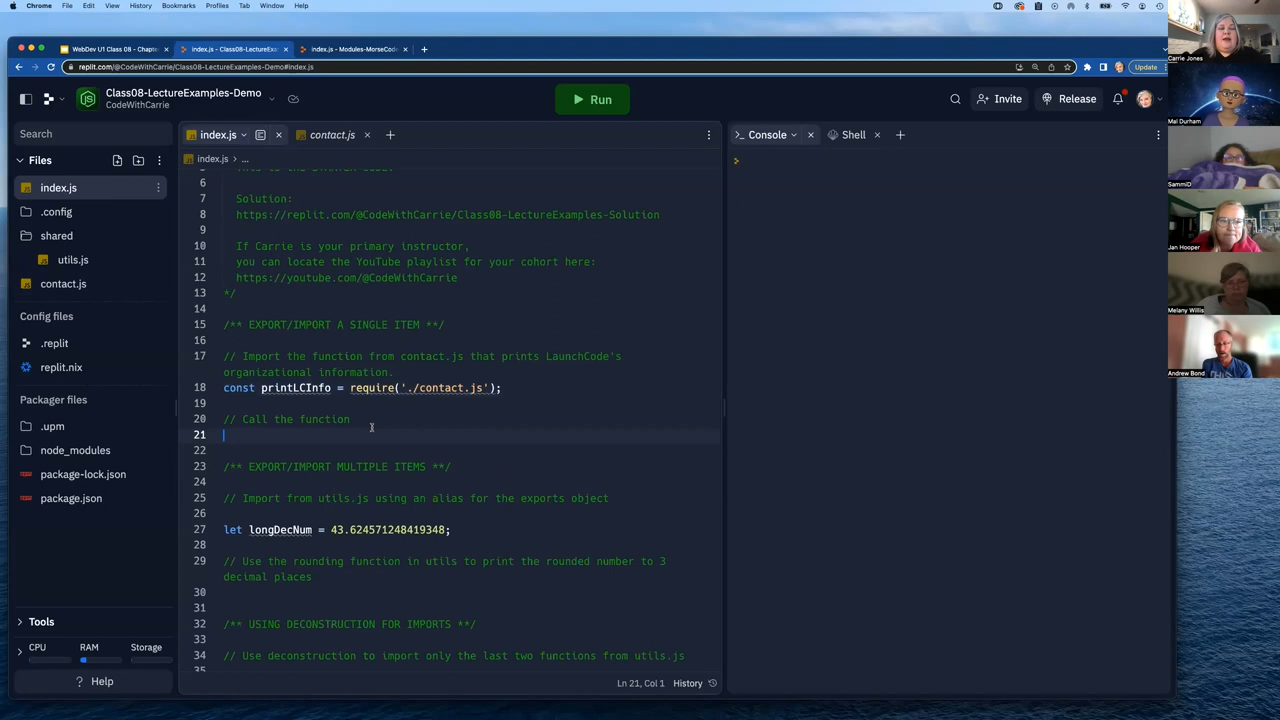 Chrome File Edit View History Bookmarks Profiles Tab Window Help
WebDev U1 Class 08 - Chapte
index.js - Class08-LectureExam
index.js - Modules-MorseCode
replit.com/@CodeWithCarrie/Class08-LectureExamples-Demo#index.js
Update
Class08-LectureExamples-Demo
CodeWithCarrie
Run
Invite
Release
Search
Files
index.js
.config
shared
utils.js
contact.js
Config files
.replit
replit.nix
Packager files
.upm
node_modules
package-lock.json
package.json
Tools
CPU RAM Storage
? Help
index.js
contact.js
index.js > ...
6
7 Solution:
8 https://replit.com/@CodeWithCarrie/Class08-LectureExamples-Solution
9
10 If Carrie is your primary instructor,
11 you can locate the YouTube playlist for your cohort here:
12 https://youtube.com/@CodeWithCarrie
13 */
14
15 /** EXPORT/IMPORT A SINGLE ITEM **/
16
17 // Import the function from contact.js that prints LaunchCode's
organizational information.
18 const printLCInfo = require('./contact.js');
19
20 // Call the function
21
22
23 /** EXPORT/IMPORT MULTIPLE ITEMS **/
24
25 // Import from utils.js using an alias for the exports object
26
27 let longDecNum = 43.624571248419348;
28
29 // Use the rounding function in utils to print the rounded number to 3
decimal places
30
31
32 /** USING DECONSTRUCTION FOR IMPORTS **/
33
34 // Use deconstruction to import only the last two functions from utils.js
35
Ln 21, Col 1 History
Console
Shell
Carrie Jones
Mal Durham
SammiD
Jan Hooper
Melany Willis
Andrew Bond